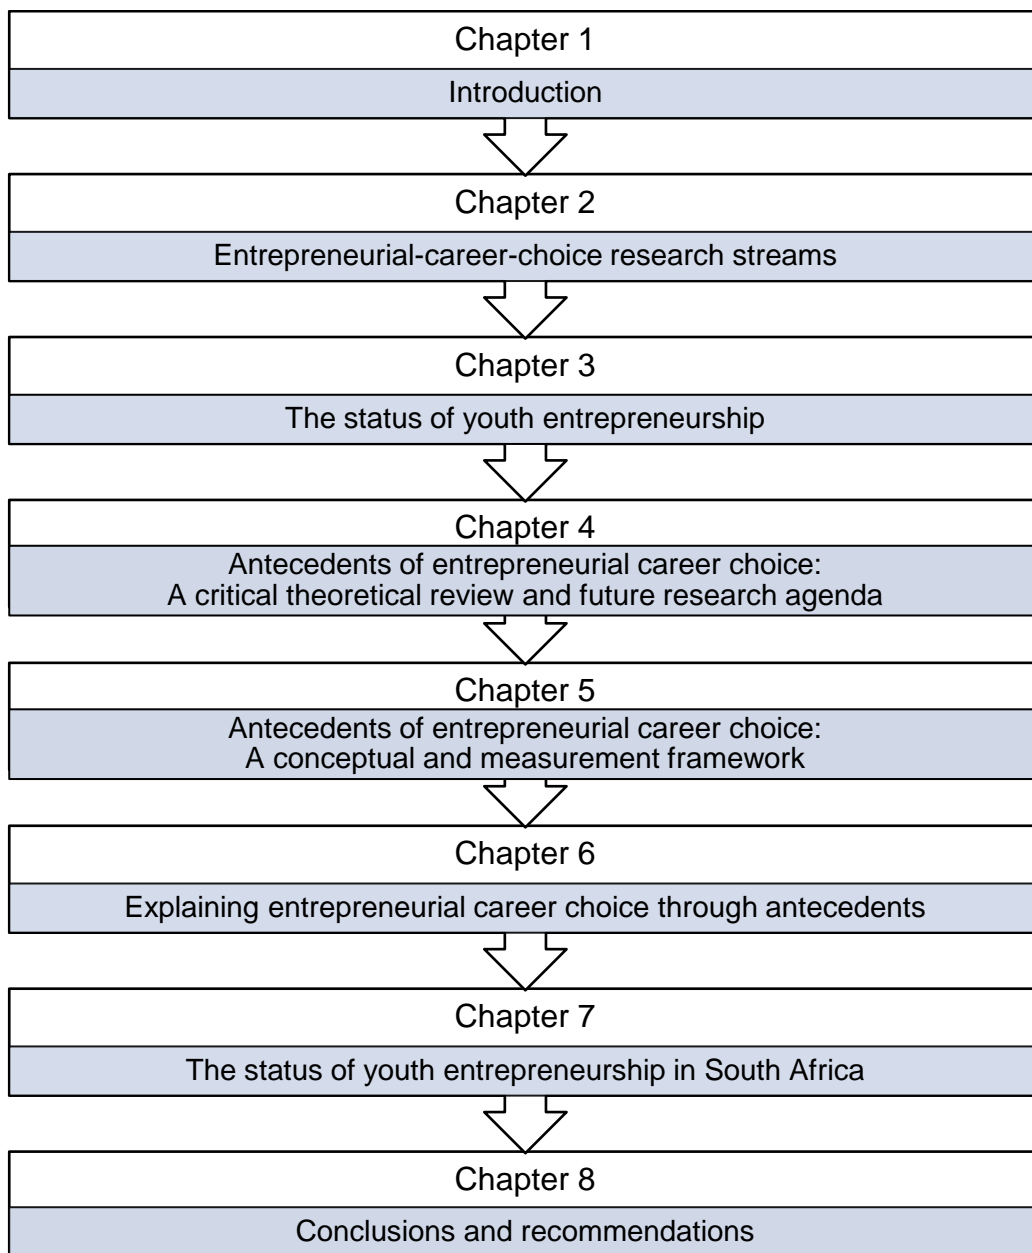 Chapter 1
Introduction
Chapter 2
Entrepreneurial-career-choice research streams
Chapter 3
The status of youth entrepreneurship
Chapter 4
Antecedents of entrepreneurial career choice:
A critical theoretical review and future research agenda
Chapter 5
Antecedents of entrepreneurial career choice:
A conceptual and measurement framework
Chapter 6
Explaining entrepreneurial career choice through antecedents
Chapter 7
The status of youth entrepreneurship in South Africa
Chapter 8
Conclusions and recommendations